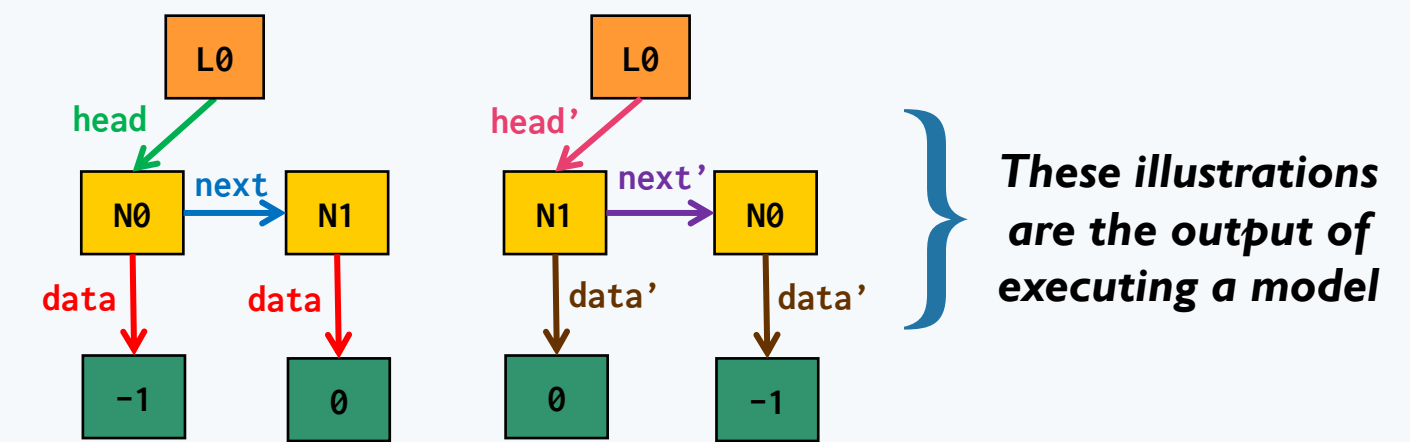 L0
L0
head
head’
next
next’
N0
N1
N1
N0
data
data
data’
data’
-1
0
0
-1
These illustrations
are the output of
executing a model